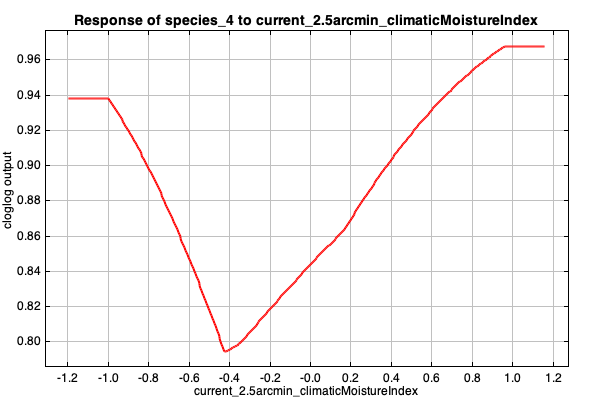 Response of species_4 to current_2.5arcmin_climaticMoistureIndex
cloglog output
0.96
0.94
0.92
0.90
0.88
0.86
0.84
0.82
0.80
-1.2 -1.0 -0.8 -0.6 -0.4 -0.2 -0.0 0.2 0.4 0.6 0.8 1.0 1.2
current_2.5arcmin_climaticMoistureIndex